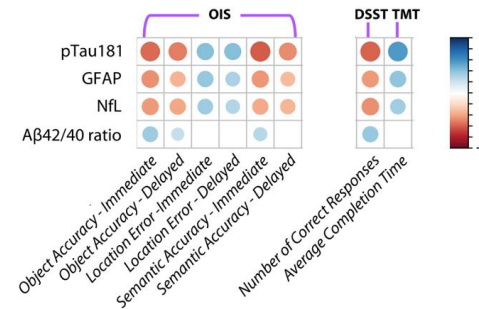 OIS
DSST TMT
pTau181
GFAP
NfL
Aβ42/40 ratio
Object Accuracy - Immediate
Object Accuracy - Delayed
Location Error -Immediate
Location Error - Delayed
Semantic Accuracy - Immediate
Semantic Accuracy - Delayed
Number of Correct Responses
Average Completion Time